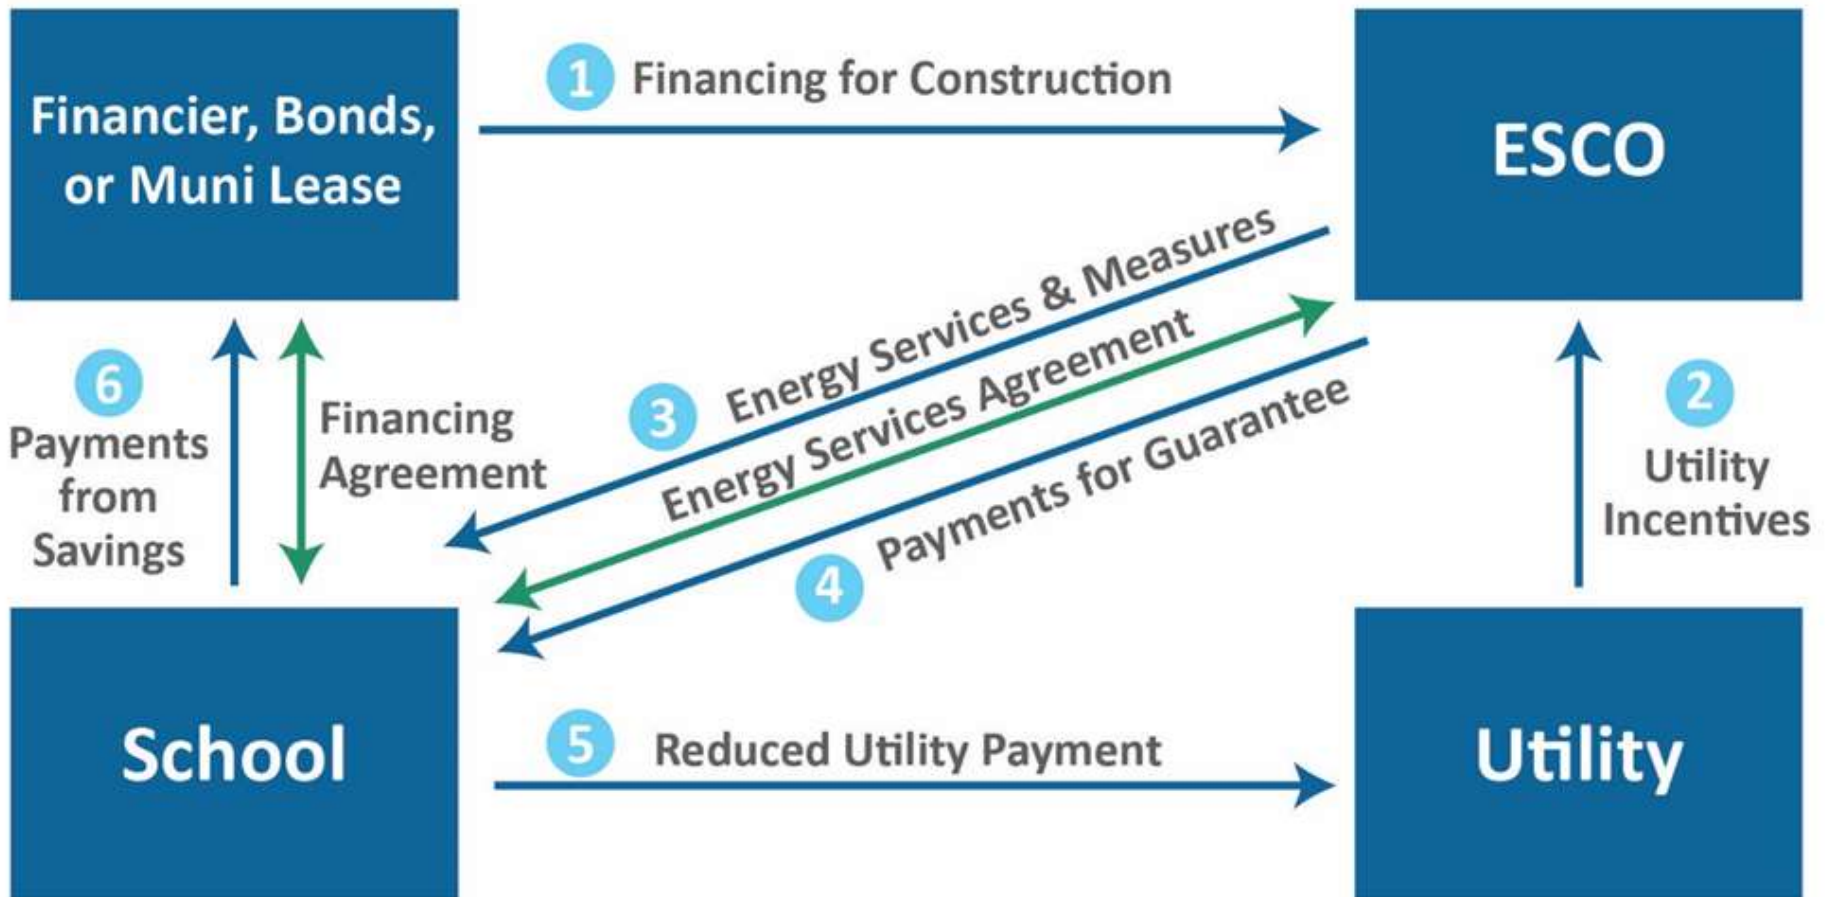 Financier, Bonds,
or Muni Lease
1 Financing for Construction
ESCO
3 Energy Services & Measures
Energy Services Agreement
4 Payments for Guarantee
6
Payments
from
Savings
Financing
Agreement
2
Utility
Incentives
School
5 Reduced Utility Payment
Utility